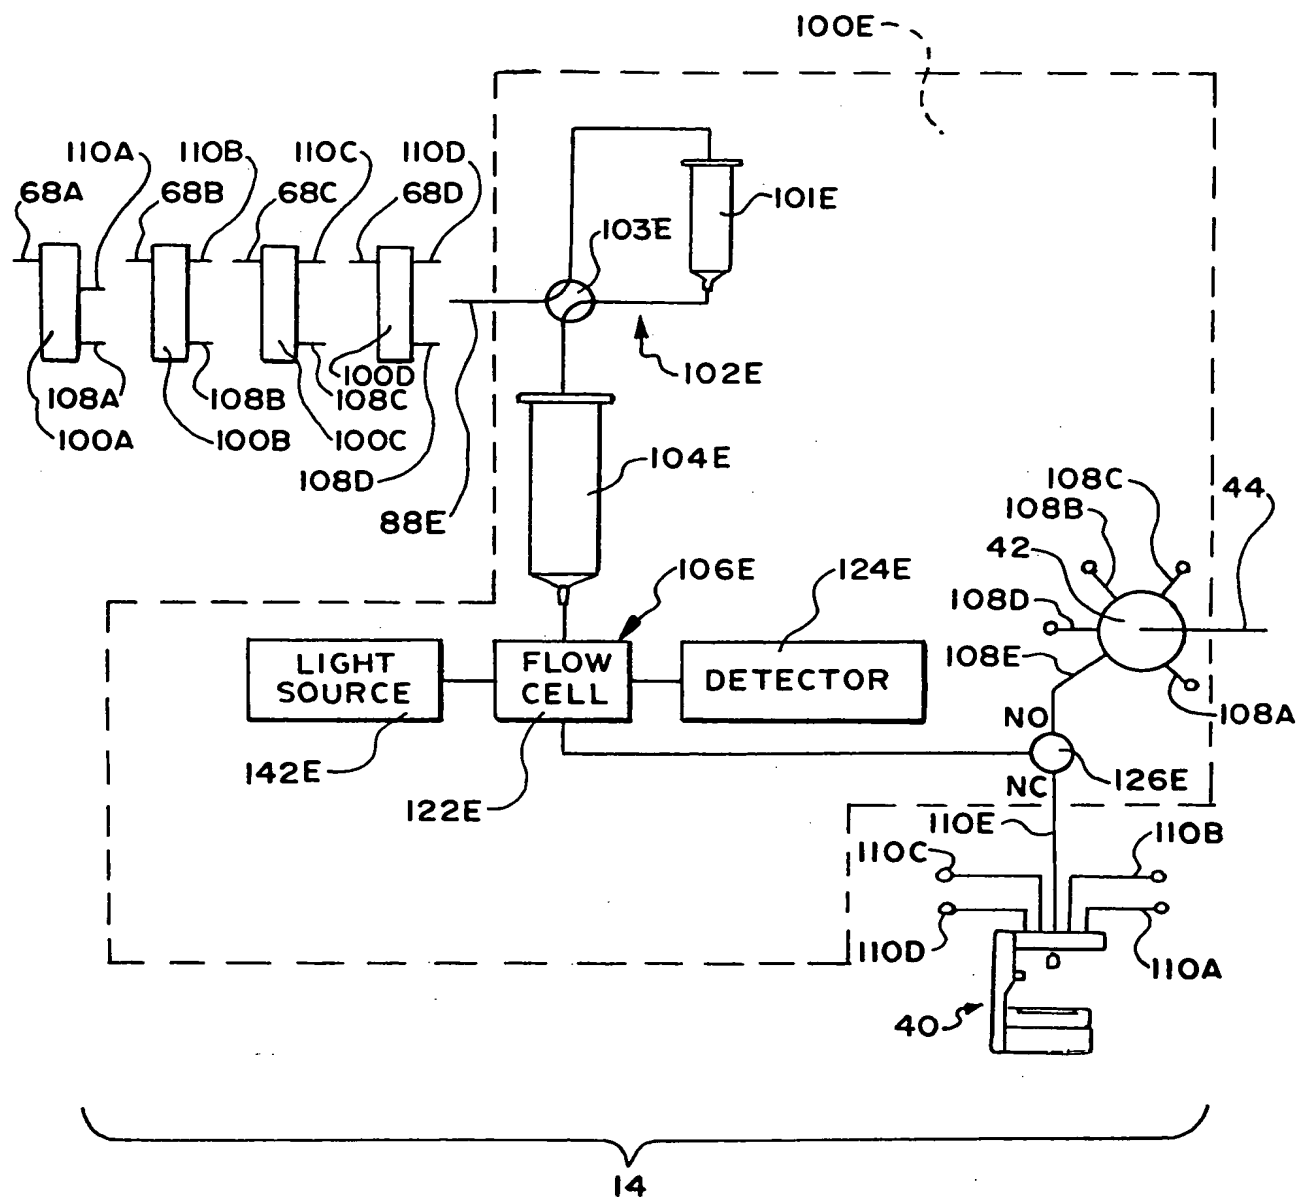 100E
110A 110B 110C 110D
68A 68B 68C 68D
101E
103E
102E
100D
108A 108B 108C
100A 100B 100C
108D
88E
104E
108C
108B
44
42
106E
124E
108D
LIGHT SOURCE
FLOW CELL
DETECTOR
108E
108A
NO
142E
122E
126E
NC
110E
110C
110B
110D
110A
40
14